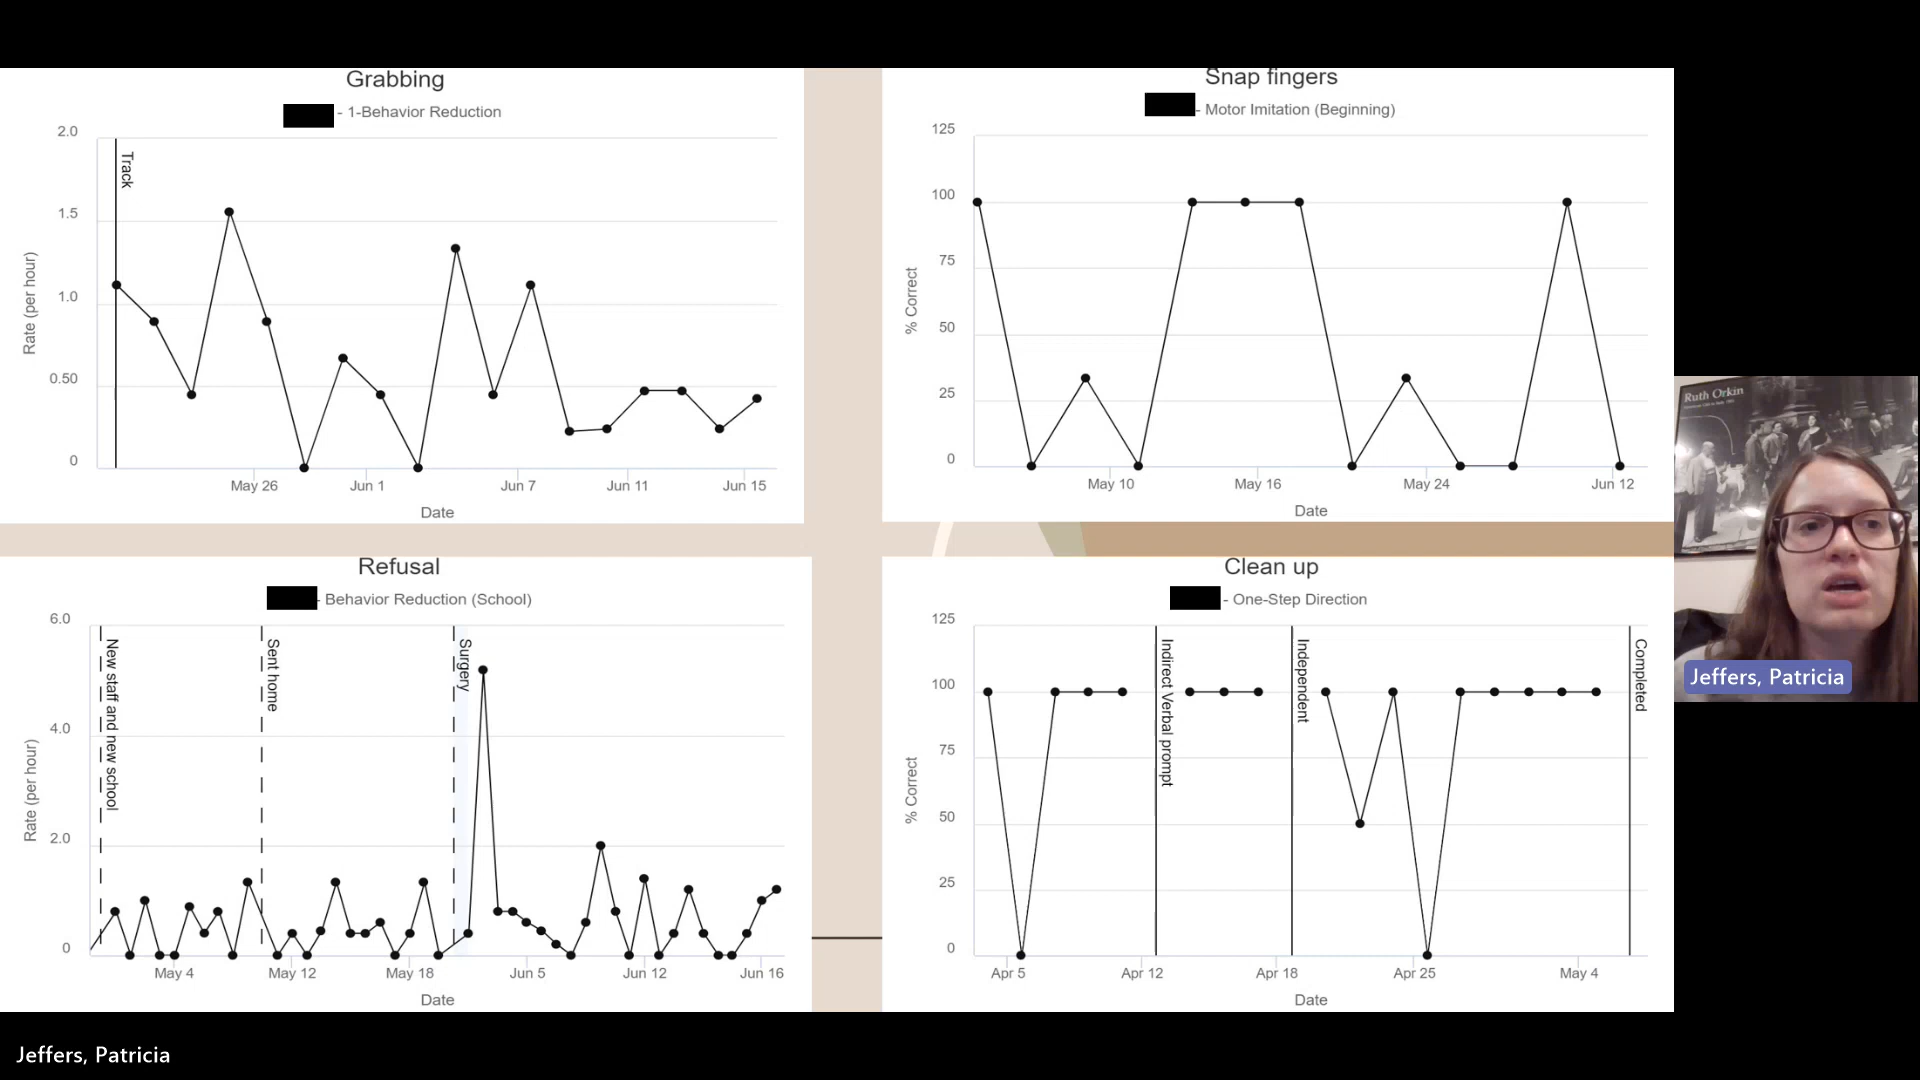 Grabbing
- 1-Behavior Reduction
2.0
1.5
1.0
0.50
0
Rate (per hour)
Track
May 26
Jun 1
Jun 7
Jun 11
Jun 15
Date
Snap fingers
- Motor Imitation (Beginning)
125
100
75
50
25
0
% Correct
May 10
May 16
May 24
Jun 12
Date
Refusal
- Behavior Reduction (School)
6.0
4.0
2.0
0
Rate (per hour)
New staff and new school
Sent home
Surgery
May 4
May 12
May 18
Jun 5
Jun 12
Jun 16
Date
Clean up
- One-Step Direction
125
100
75
50
25
0
% Correct
Indirect Verbal prompt
Independent
Completed
Apr 5
Apr 12
Apr 18
Apr 25
May 4
Date
Ruth Orkin
Jeffers, Patricia
Jeffers, Patricia